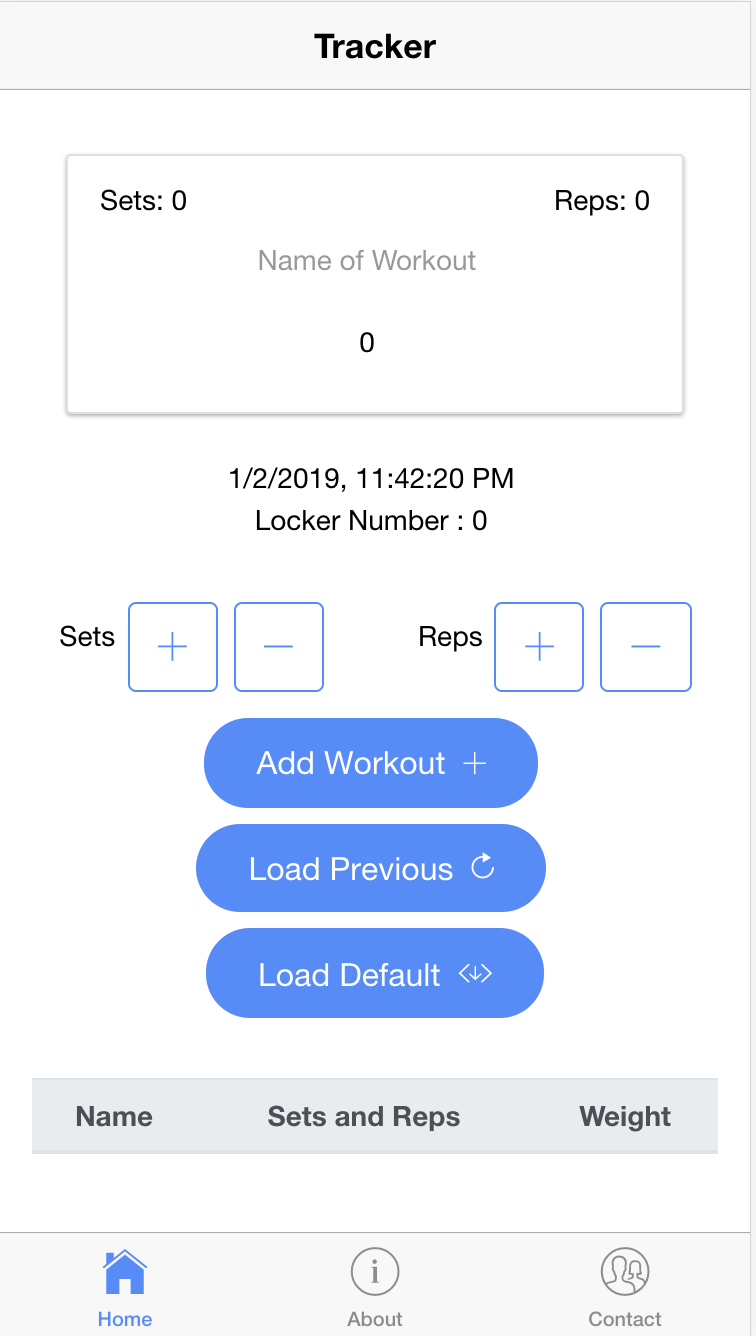 Tracker
Sets: 0 Reps: 0
Name of Workout
0
1/2/2019, 11:42:20 PM
Locker Number : 0
Sets Reps
Add Workout
Load Previous
Load Default
Name Sets and Reps Weight
Home About Contact